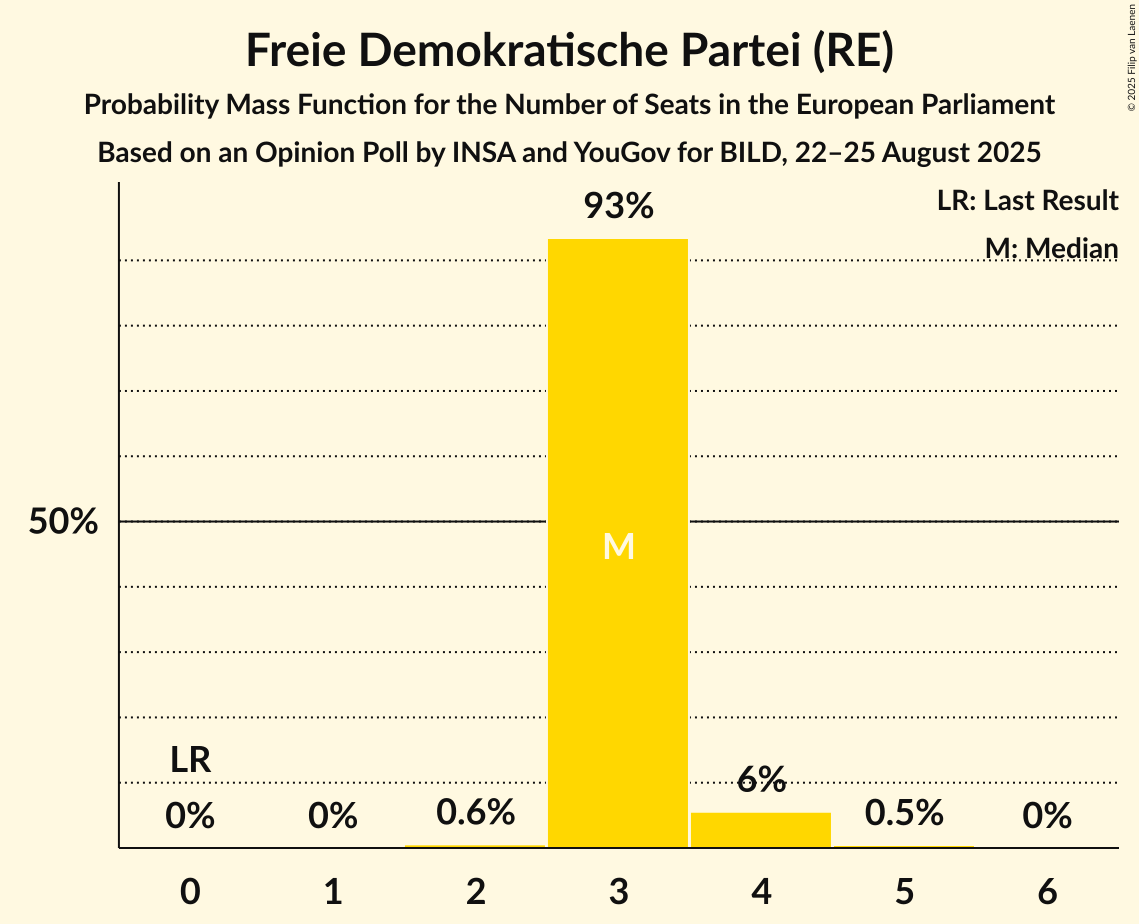 Freie Demokratische Partei (RE)
Probability Mass Function for the Number of Seats in the European Parliament
Based on an Opinion Poll by INSA and YouGov for BILD, 22–25 August 2025
© 2025 Filip van Laenen
LR: Last Result
M: Median
93%
50%
M
LR
0%
0%
0.6%
6%
0.5%
0%
0
1
2
3
4
5
6